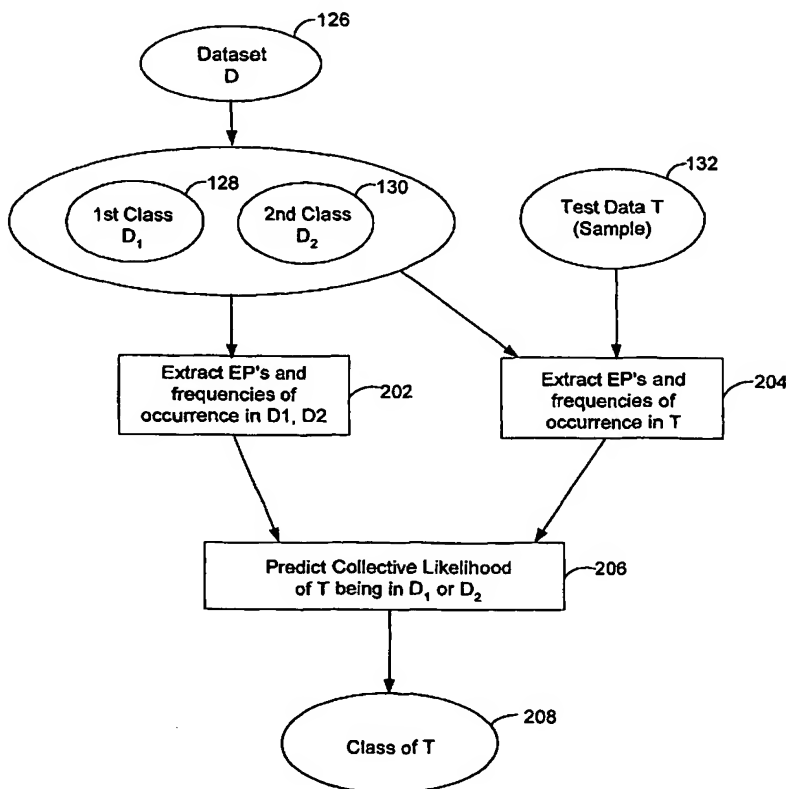 126
Dataset
D
128
130
132
1st Class
D₁
2nd Class
D₂
Test Data T
(Sample)
Extract EP's and
frequencies of
occurrence in D1, D2
202
Extract EP's and
frequencies of
occurrence in T
204
Predict Collective Likelihood
of T being in D₁ or D₂
206
208
Class of T